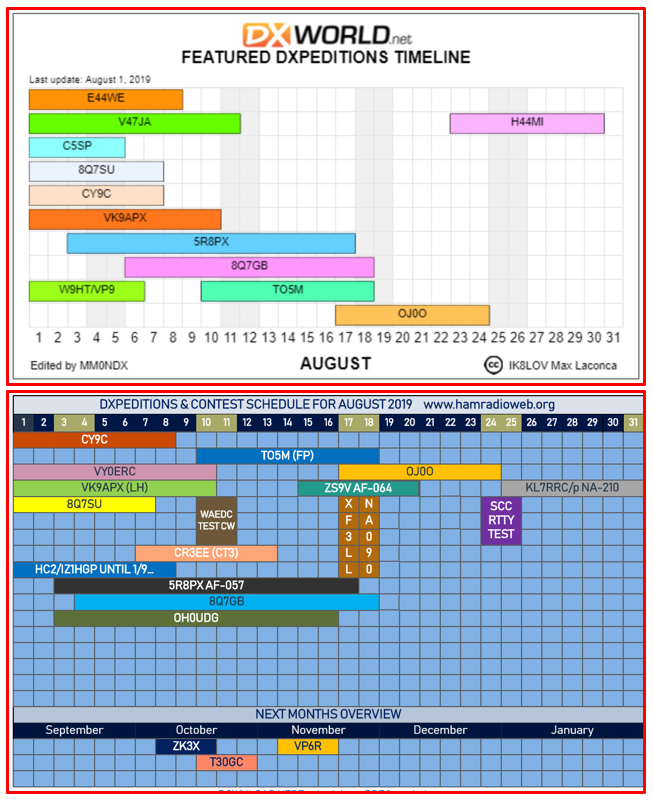 DXWORLD.net
FEATURED DXPEDITIONS TIMELINE
Last update: August 1, 2019
E44WE
V47JA H44MI
C5SP
8Q7SU
CY9C
VK9APX
5R8PX
8Q7GB
W9HT/VP9 TO5M
OJ0O
1 2 3 4 5 6 7 8 9 10 11 12 13 14 15 16 17 18 19 20 21 22 23 24 25 26 27 28 29 30 31
Edited by MM0NDX AUGUST cc IK8LOV Max Laconca
DXPEDITIONS & CONTEST SCHEDULE FOR AUGUST 2019 www.hamradioweb.org
1 2 3 4 5 6 7 8 9 10 11 12 13 14 15 16 17 18 19 20 21 22 23 24 25 26 27 28 29 30 31
CY9C
TO5M (FP)
VY0ERC OJ0O
VK9APX (LH) ZS9V AF-064 KL7RRC/p NA-210
8Q7SU X N SCC
WAEDC F A RTTY
TEST CW 3 0 TEST
CR3EE (CT3) L 9
HC2/IZ1HGP UNTIL 1/9... L 0
5R8PX AF-057
8Q7GB
OH0UDG
NEXT MONTHS OVERVIEW
September October November December January
ZK3X VP6R
T30GC